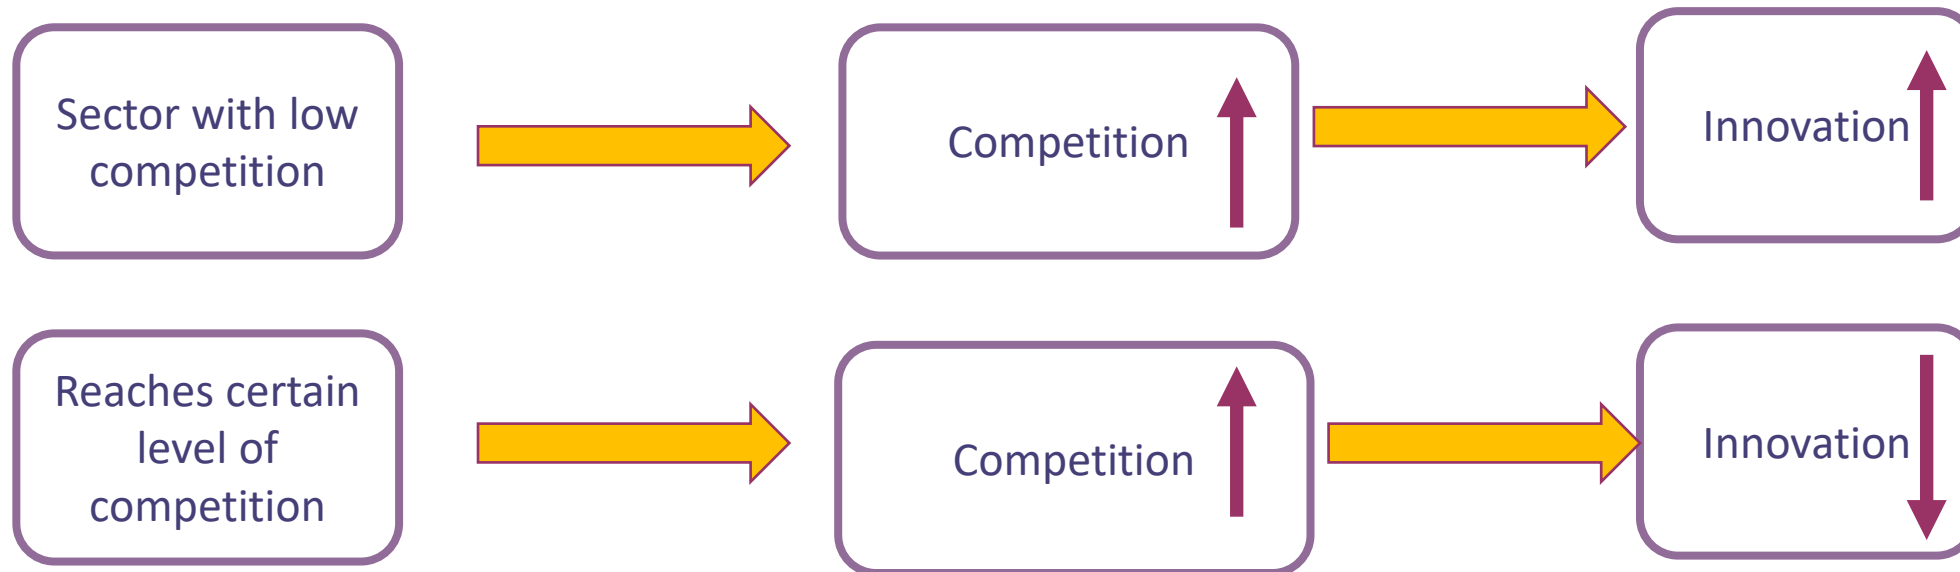 Sector with low
competition
Competition
Innovation
Reaches certain
level of
competition
Competition
Innovation